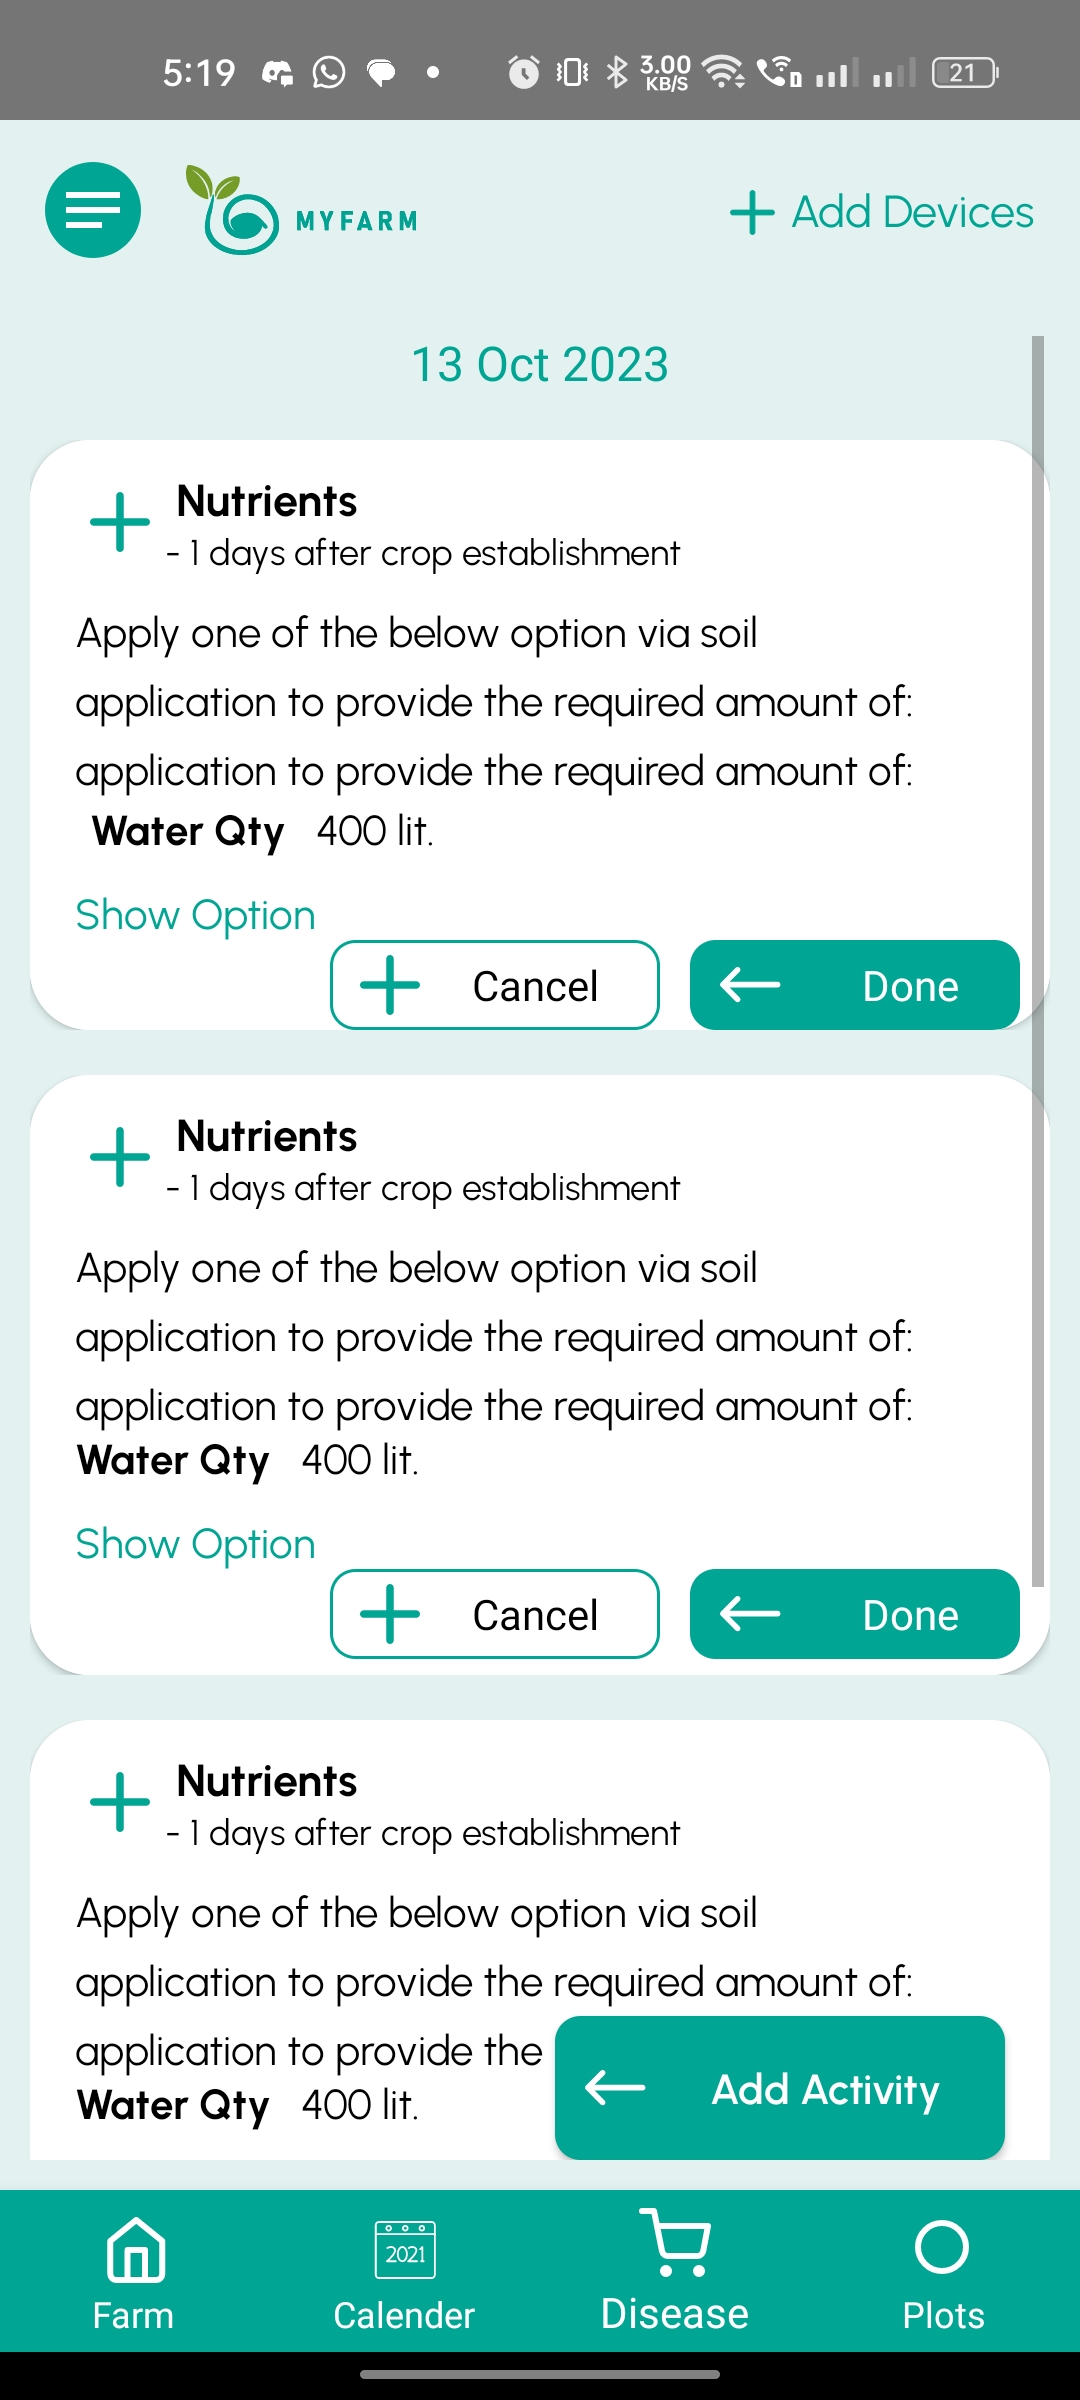 5:19
3.00
KB/S
21
MYFARM
Add Devices
13 Oct 2023
Nutrients
- 1 days after crop establishment
Apply one of the below option via soil
application to provide the required amount of:
application to provide the required amount of:
Water Qty 400 lit.
Show Option
Cancel
Done
Nutrients
- 1 days after crop establishment
Apply one of the below option via soil
application to provide the required amount of:
application to provide the required amount of:
Water Qty 400 lit.
Show Option
Cancel
Done
Nutrients
- 1 days after crop establishment
Apply one of the below option via soil
application to provide the required amount of:
application to provide the
Water Qty 400 lit.
Add Activity
2021
Farm
Calender
Disease
Plots